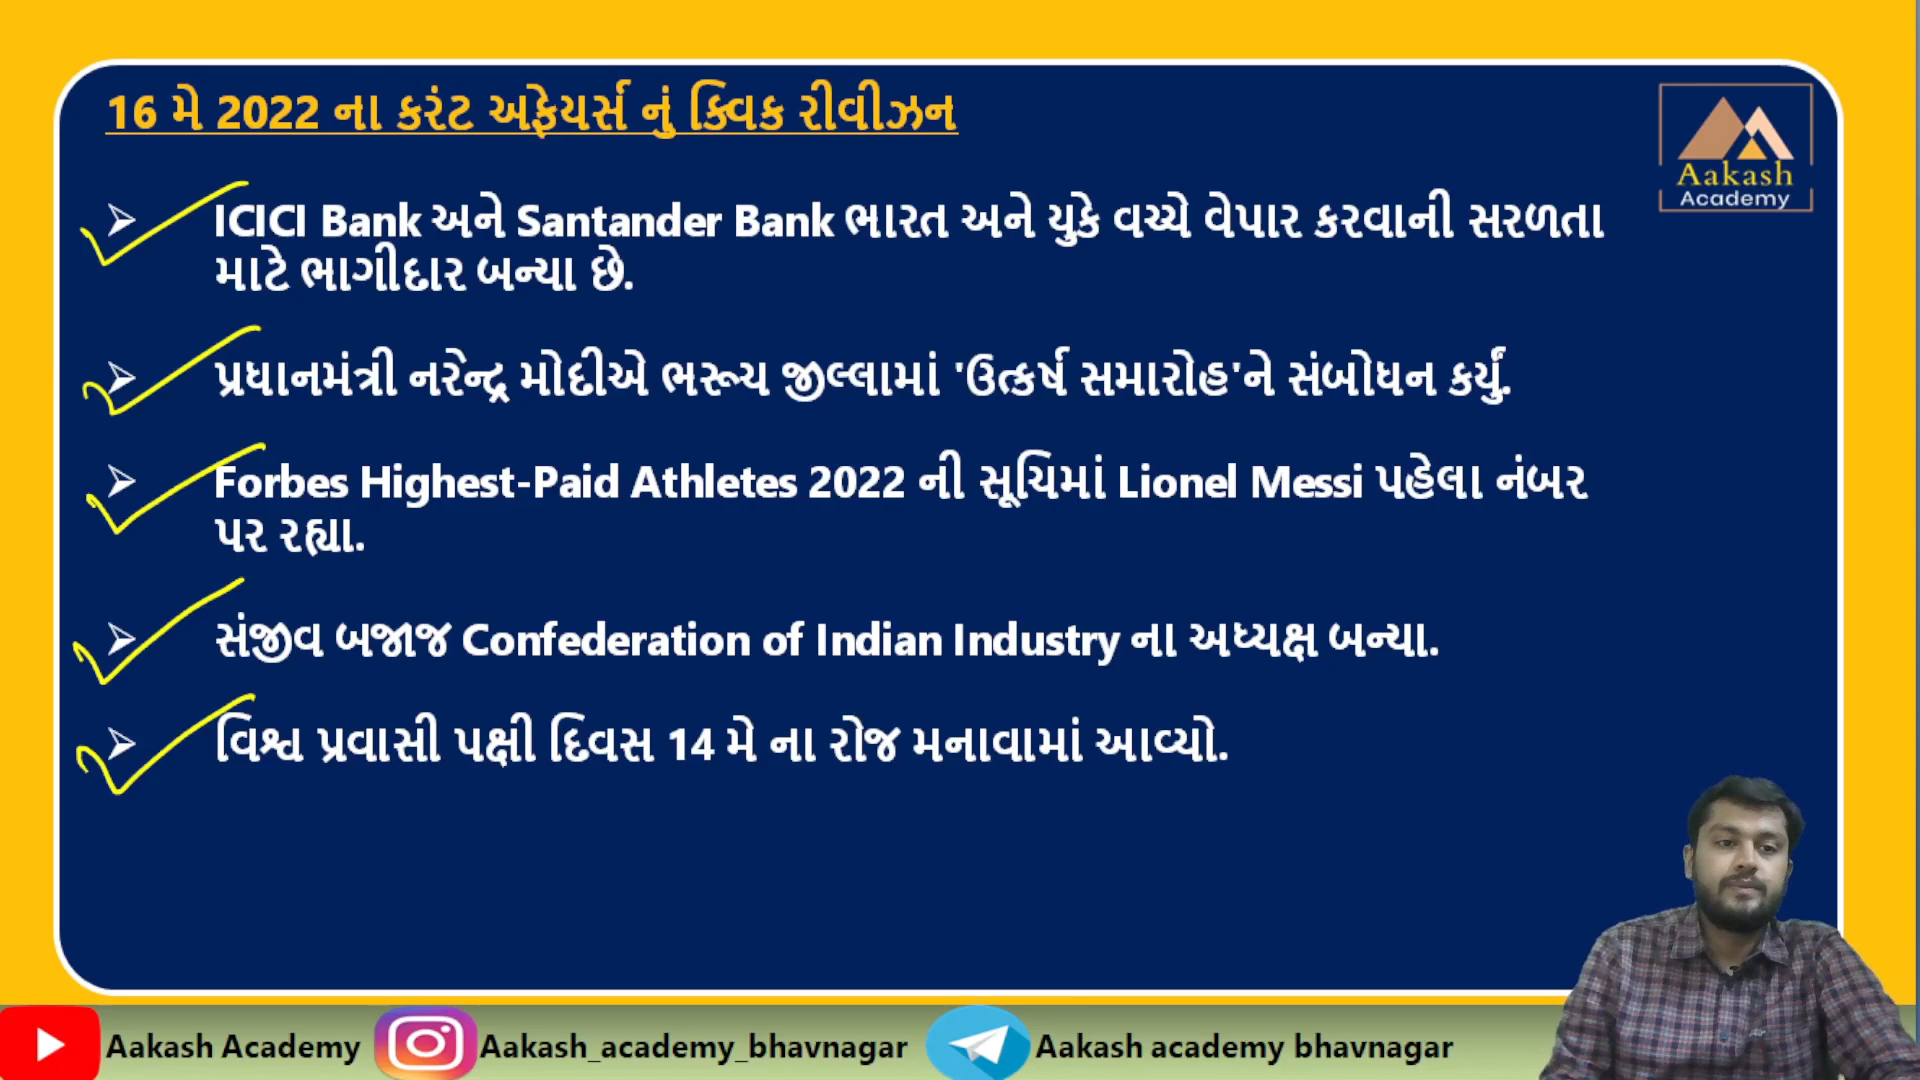 16 મે 2022 ના કરંટ અફેયર્સ નું ક્વિક રીવીઝન
Aakash
Academy
ICICI Bank અને Santander Bank ભારત અને યુકે વચ્ચે વેપાર કરવાની સરળતા
માટે ભાગીદાર બન્યા છે.
પ્રધાનમંત્રી નરેન્દ્ર મોદીએ ભરૂચ જીલ્લામાં 'ઉત્કર્ષ સમારોહ'ને સંબોધન કર્યું.
Forbes Highest-Paid Athletes 2022 ની સૂચિમાં Lionel Messi પહેલા નંબર
પર રહ્યા.
સંજીવ બજાજ Confederation of Indian Industry ના અધ્યક્ષ બન્યા.
વિશ્વ પ્રવાસી પક્ષી દિવસ 14 મે ના રોજ મનાવામાં આવ્યો.
Aakash Academy Aakash_academy_bhavnagar Aakash academy bhavnagar